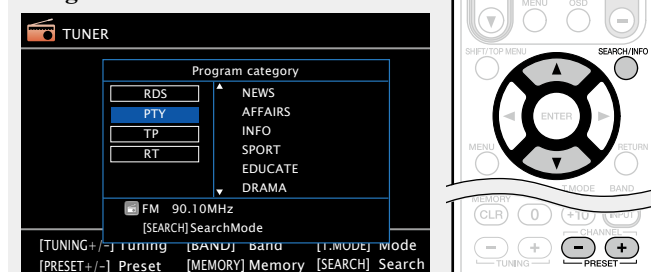 TUNER
Program category
RDS
PTY
TP
RT
NEWS
AFFAIRS
INFO
SPORT
EDUCATE
DRAMA
FM 90.10MHz
[SEARCH] SearchMode
[TUNING+/–] Tuning [BAND] Band [T.MODE] Mode
[PRESET+/–] Preset [MEMORY] Memory [SEARCH] Search
MENU OSD
SHIFT/TOP MENU SEARCH/INFO
ENTER
MENU RETURN
MEMORY T.MODE BAND
CLR 0 +10 INPUT
CHANNEL
– + – +
TUNING PRESET